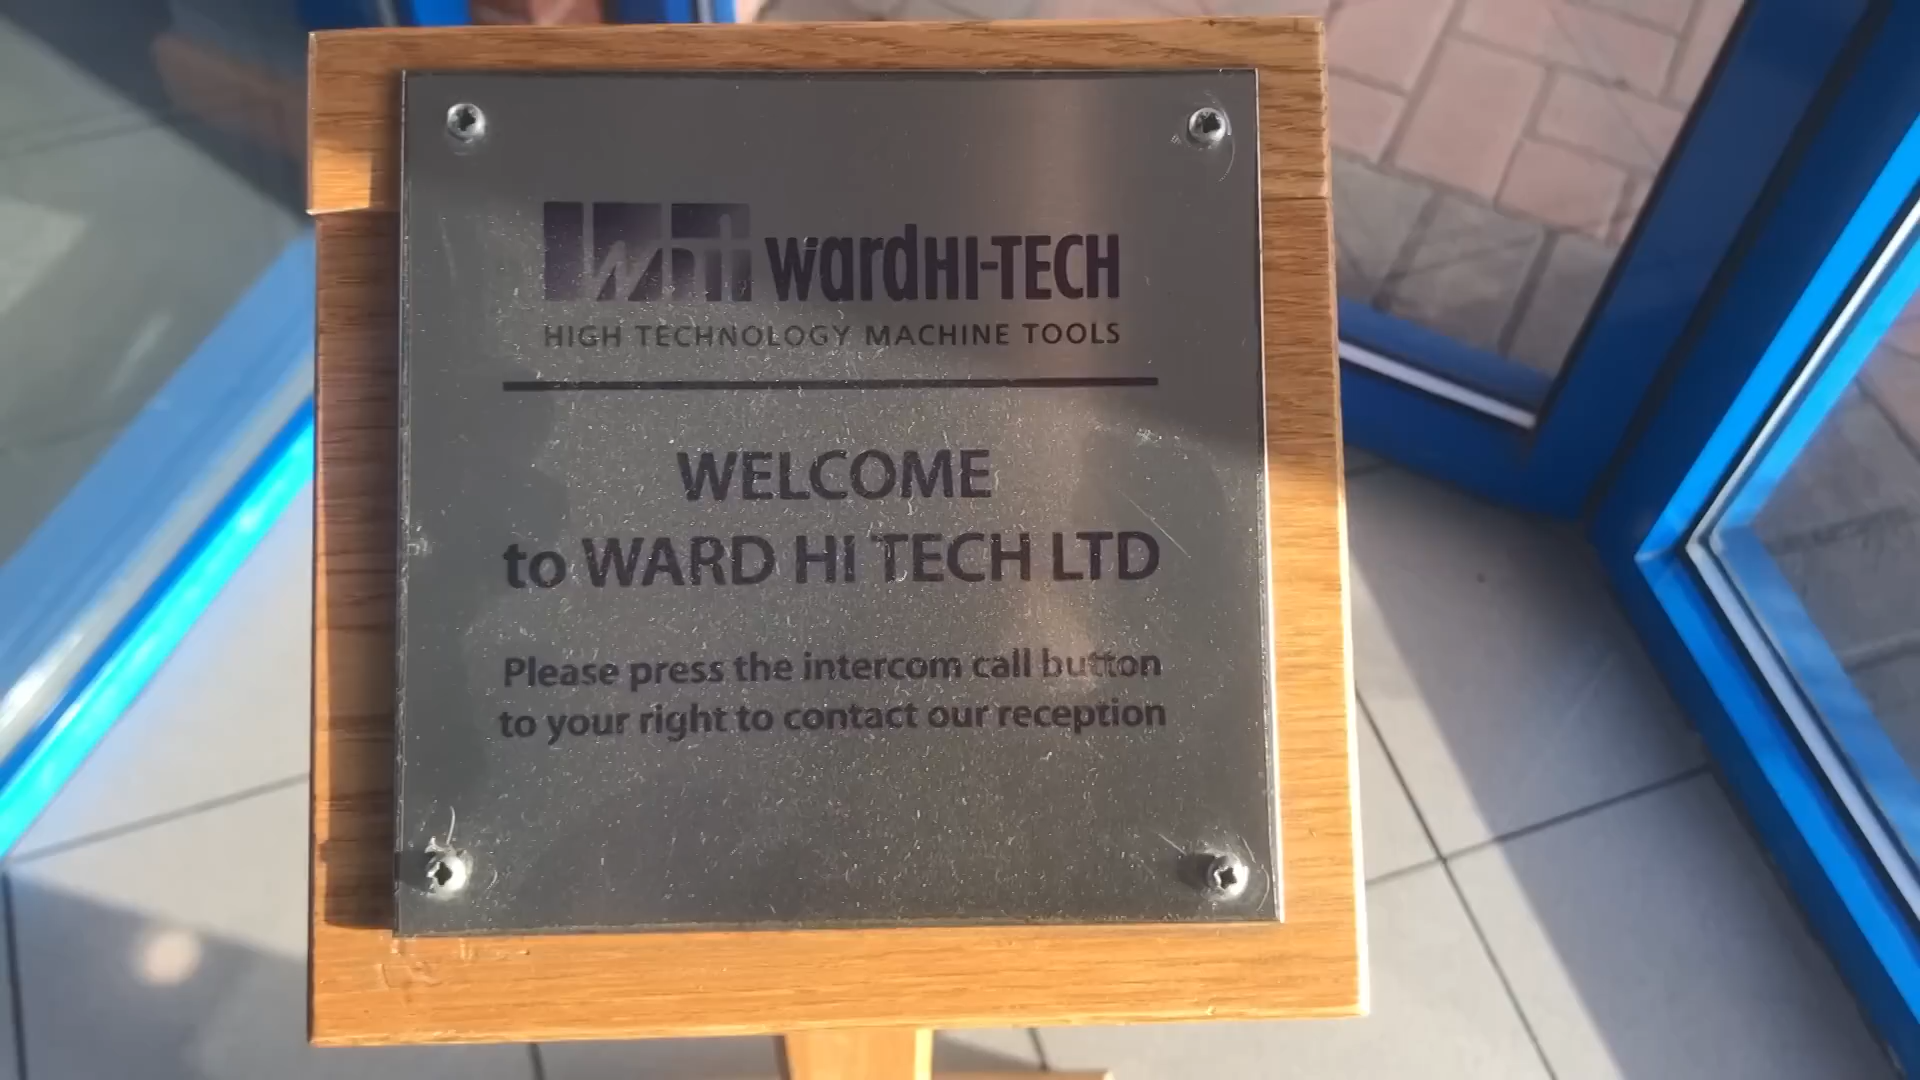 WHT wardHI-TECH
HIGH TECHNOLOGY MACHINE TOOLS
WELCOME
to WARD HI TECH LTD
Please press the intercom call button
to your right to contact our reception